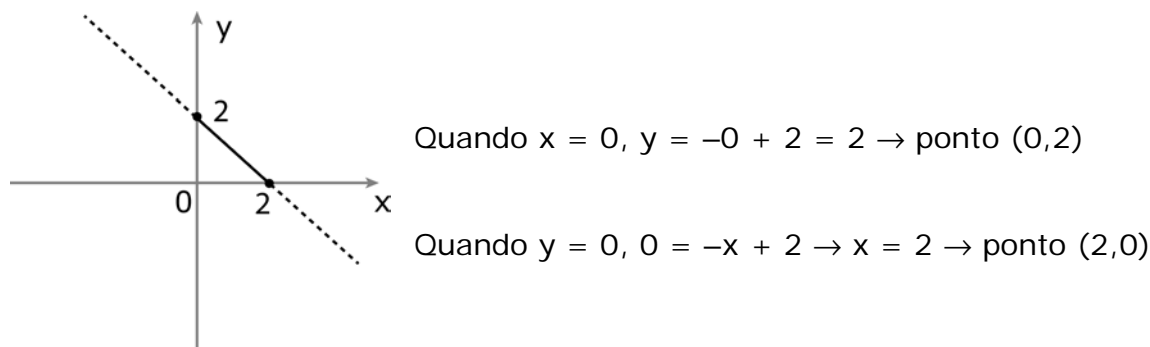 y
2
0
2
x
Quando x = 0, y = –0 + 2 = 2 → ponto (0,2)
Quando y = 0, 0 = –x + 2 → x = 2 → ponto (2,0)